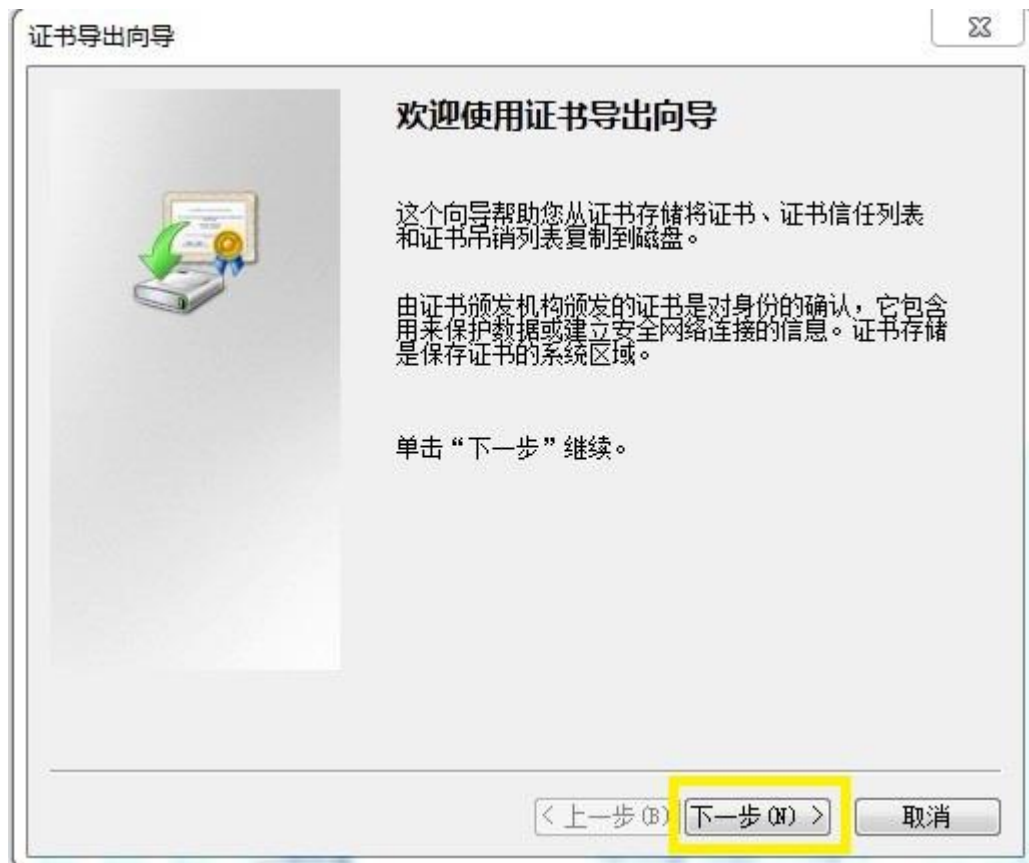 证书导出向导
欢迎使用证书导出向导
这个向导帮助您从证书存储将证书、证书信任列表
和证书吊销列表复制到磁盘。
由证书颁发机构颁发的证书是对身份的确认，它包含
用来保护数据或建立安全网络连接的信息。证书存储
是保存证书的系统区域。
单击“下一步”继续。
< 上一步(B) 下一步(N) > 取消